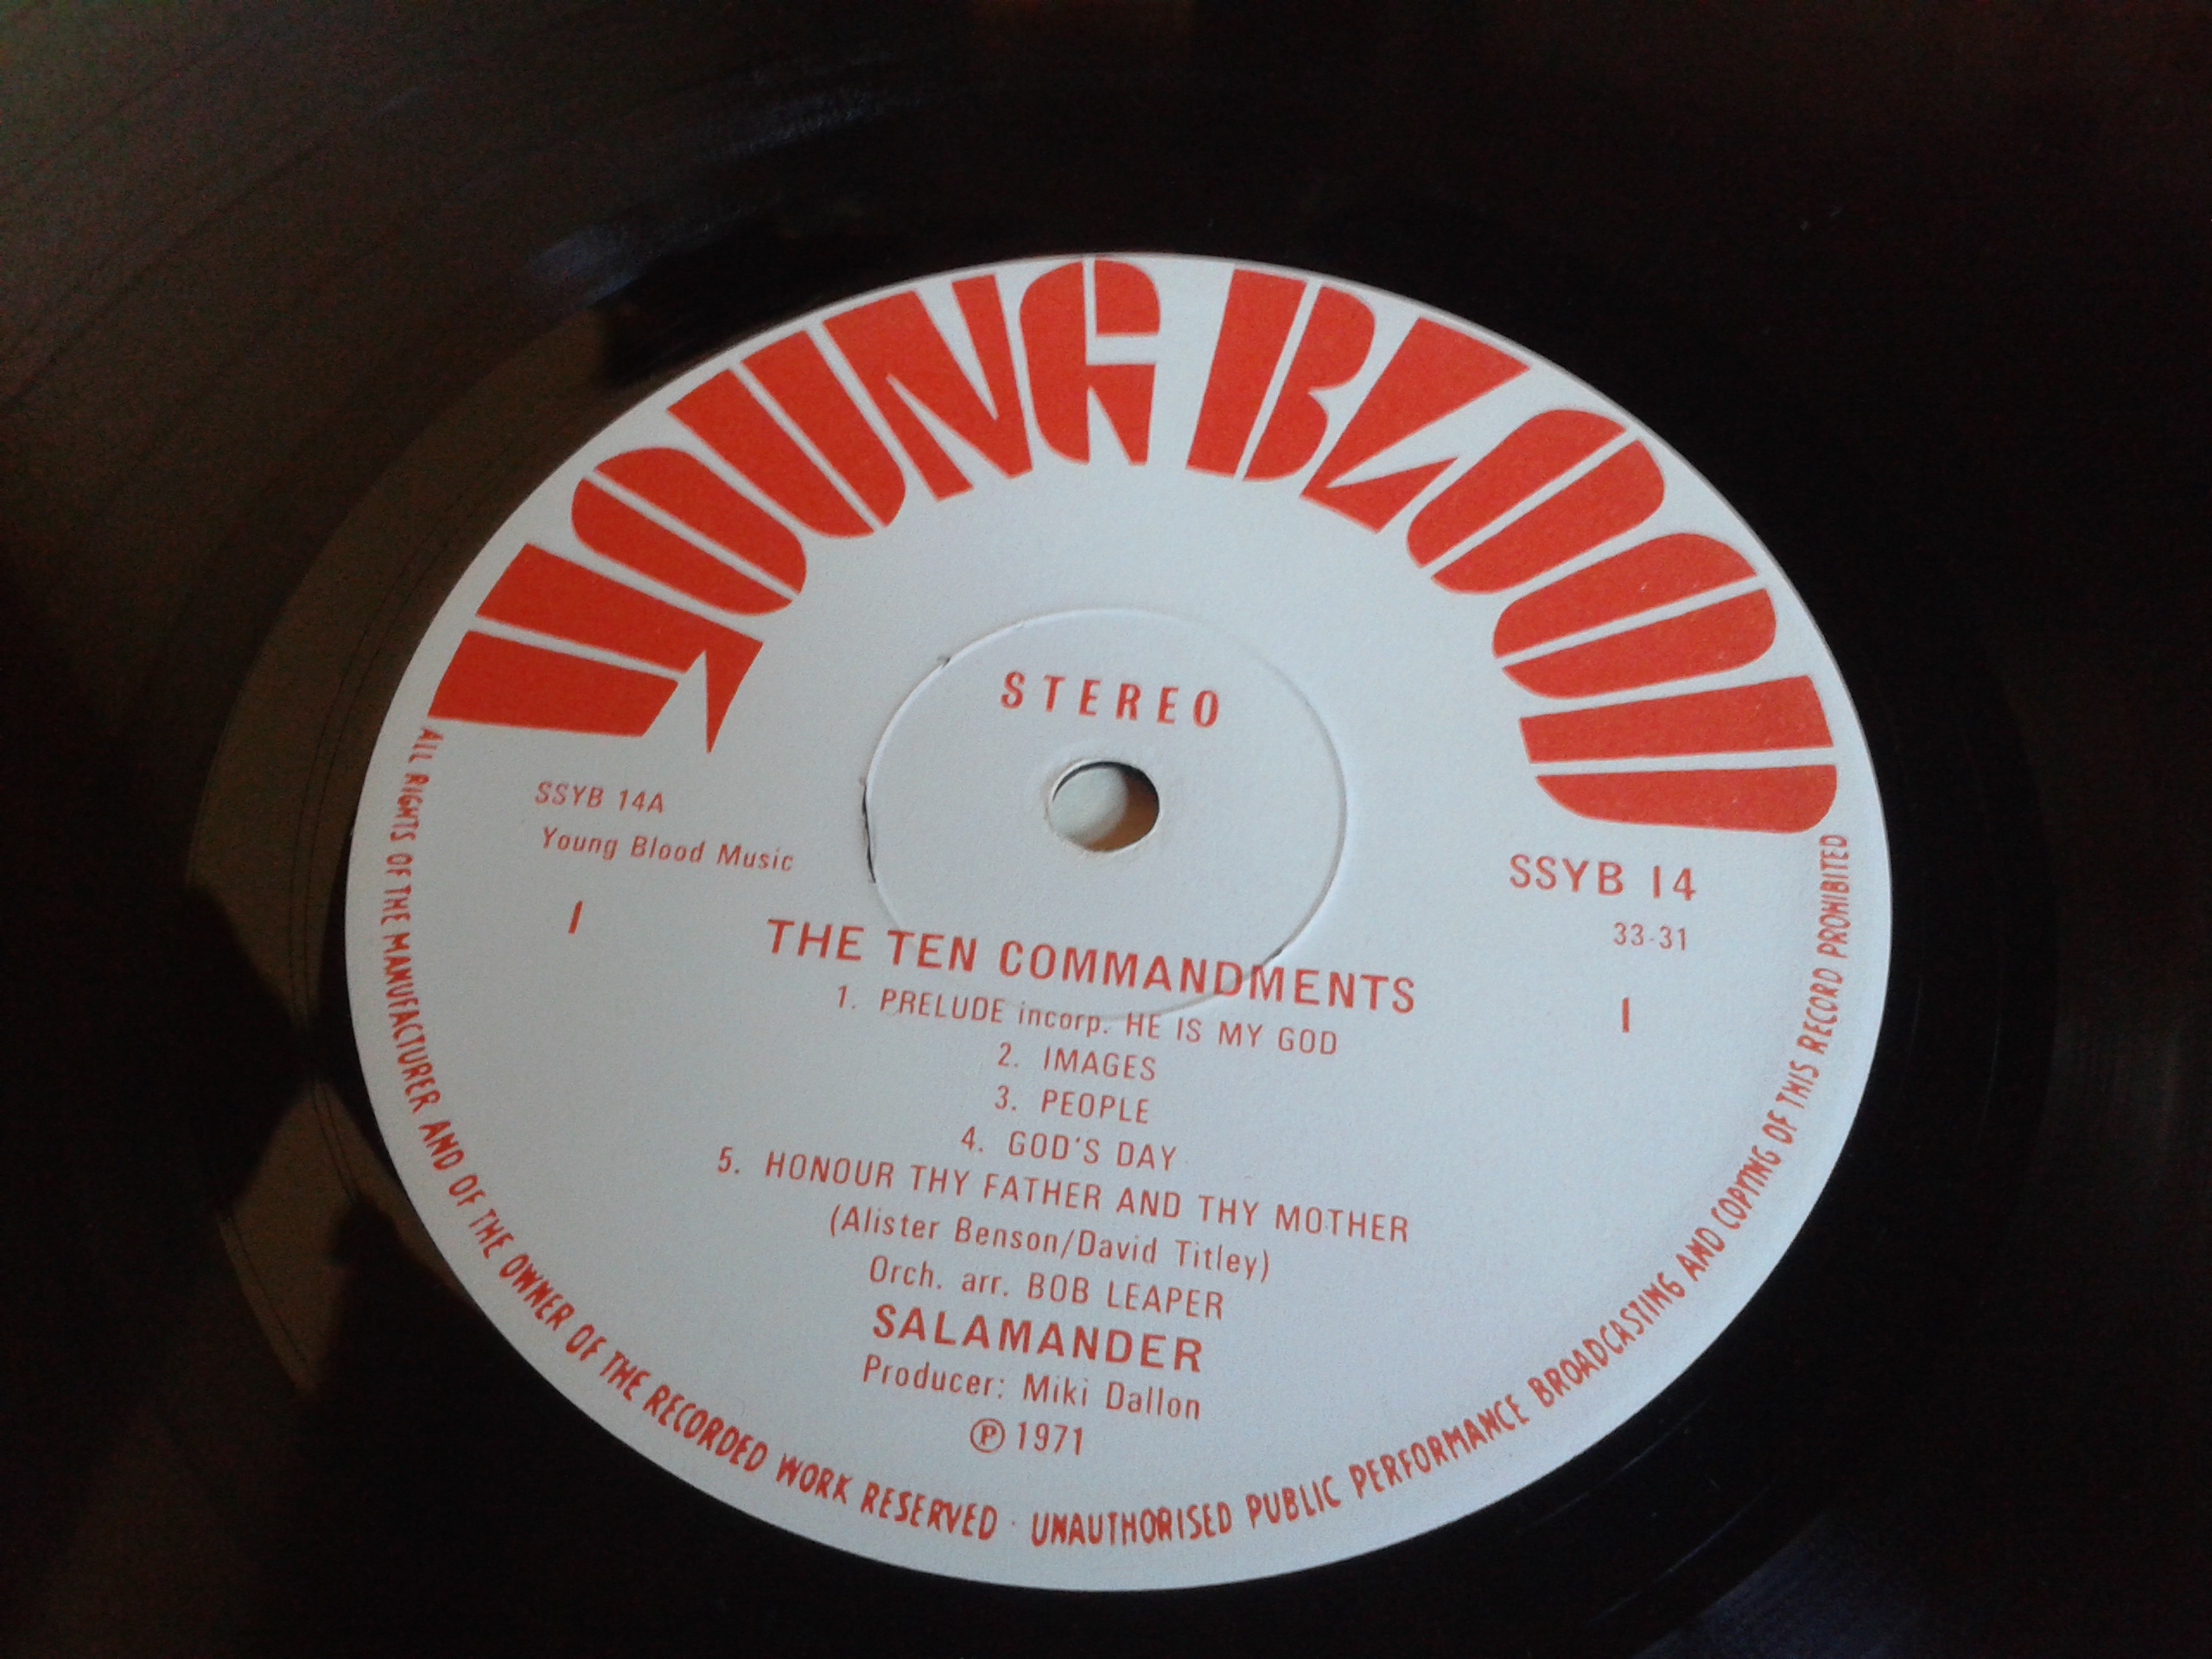 YOUNG BLOOD
STEREO
SSYB 14A
Young Blood Music
SSYB 14
33-31
I
I
THE TEN COMMANDMENTS
1. PRELUDE incorp. HE IS MY GOD
2. IMAGES
3. PEOPLE
4. GOD'S DAY
5. HONOUR THY FATHER AND THY MOTHER
(Alister Benson/David Titley)
Orch. arr. BOB LEAPER
SALAMANDER
Producer: Miki Dallon
Ⓟ 1971
ALL RIGHTS OF THE MANUFACTURER AND OF THE OWNER OF THE RECORDED WORK RESERVED · UNAUTHORISED PUBLIC PERFORMANCE BROADCASTING AND COPYING OF THIS RECORD PROHIBITED